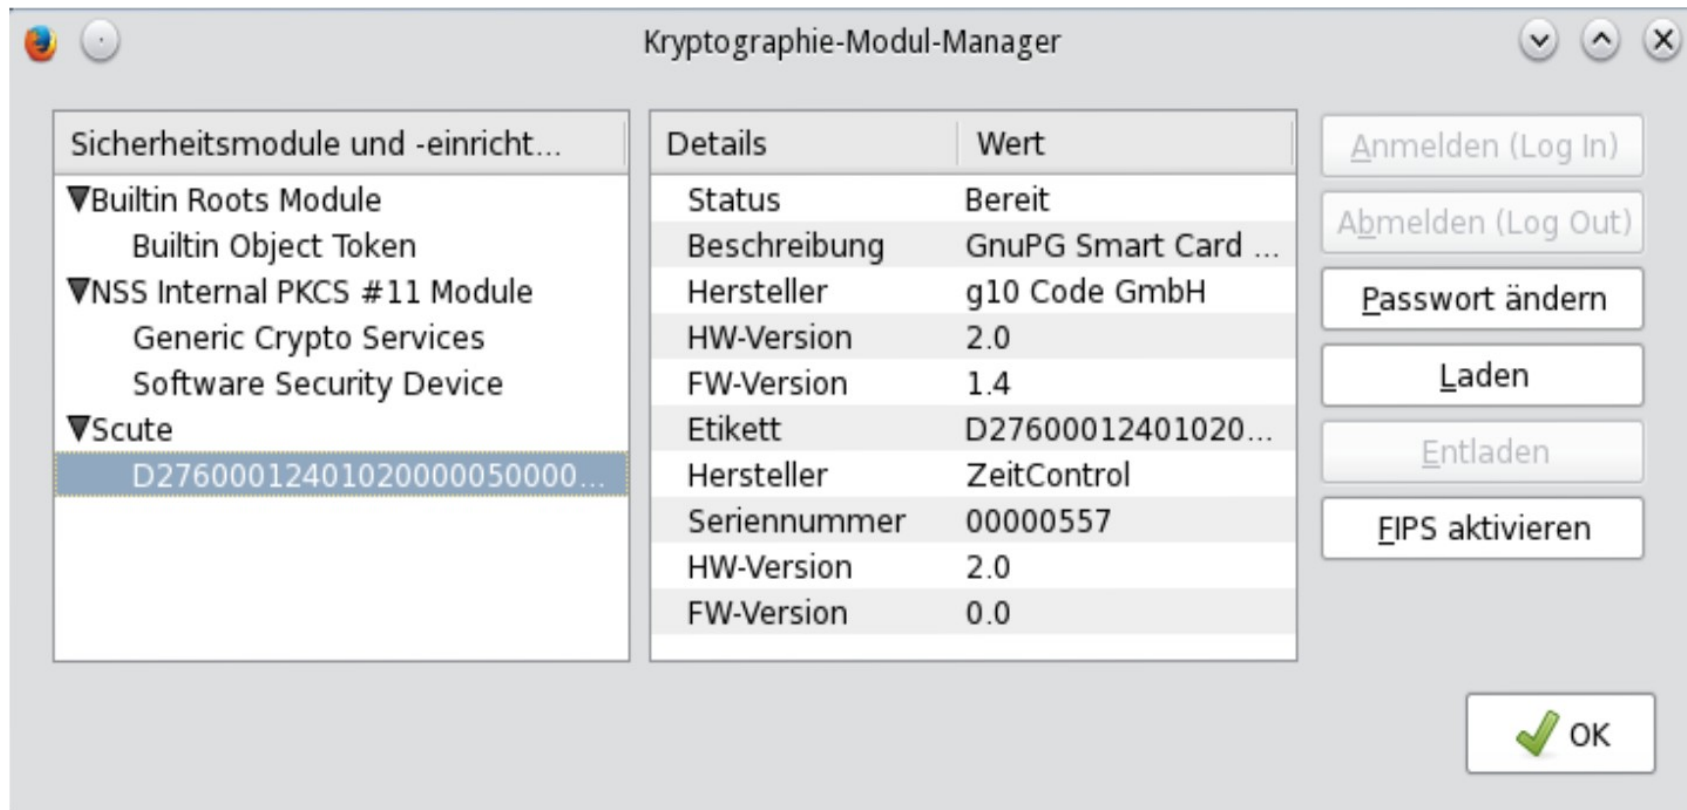 Kryptographie-Modul-Manager
Sicherheitsmodule und -einricht...
Builtin Roots Module
Builtin Object Token
NSS Internal PKCS #11 Module
Generic Crypto Services
Software Security Device
Scute
D27600012401020000050000...
Details Wert
Status Bereit
Beschreibung GnuPG Smart Card ...
Hersteller g10 Code GmbH
HW-Version 2.0
FW-Version 1.4
Etikett D27600012401020...
Hersteller ZeitControl
Seriennummer 00000557
HW-Version 2.0
FW-Version 0.0
Anmelden (Log In)
Abmelden (Log Out)
Passwort ändern
Laden
Entladen
FIPS aktivieren
OK